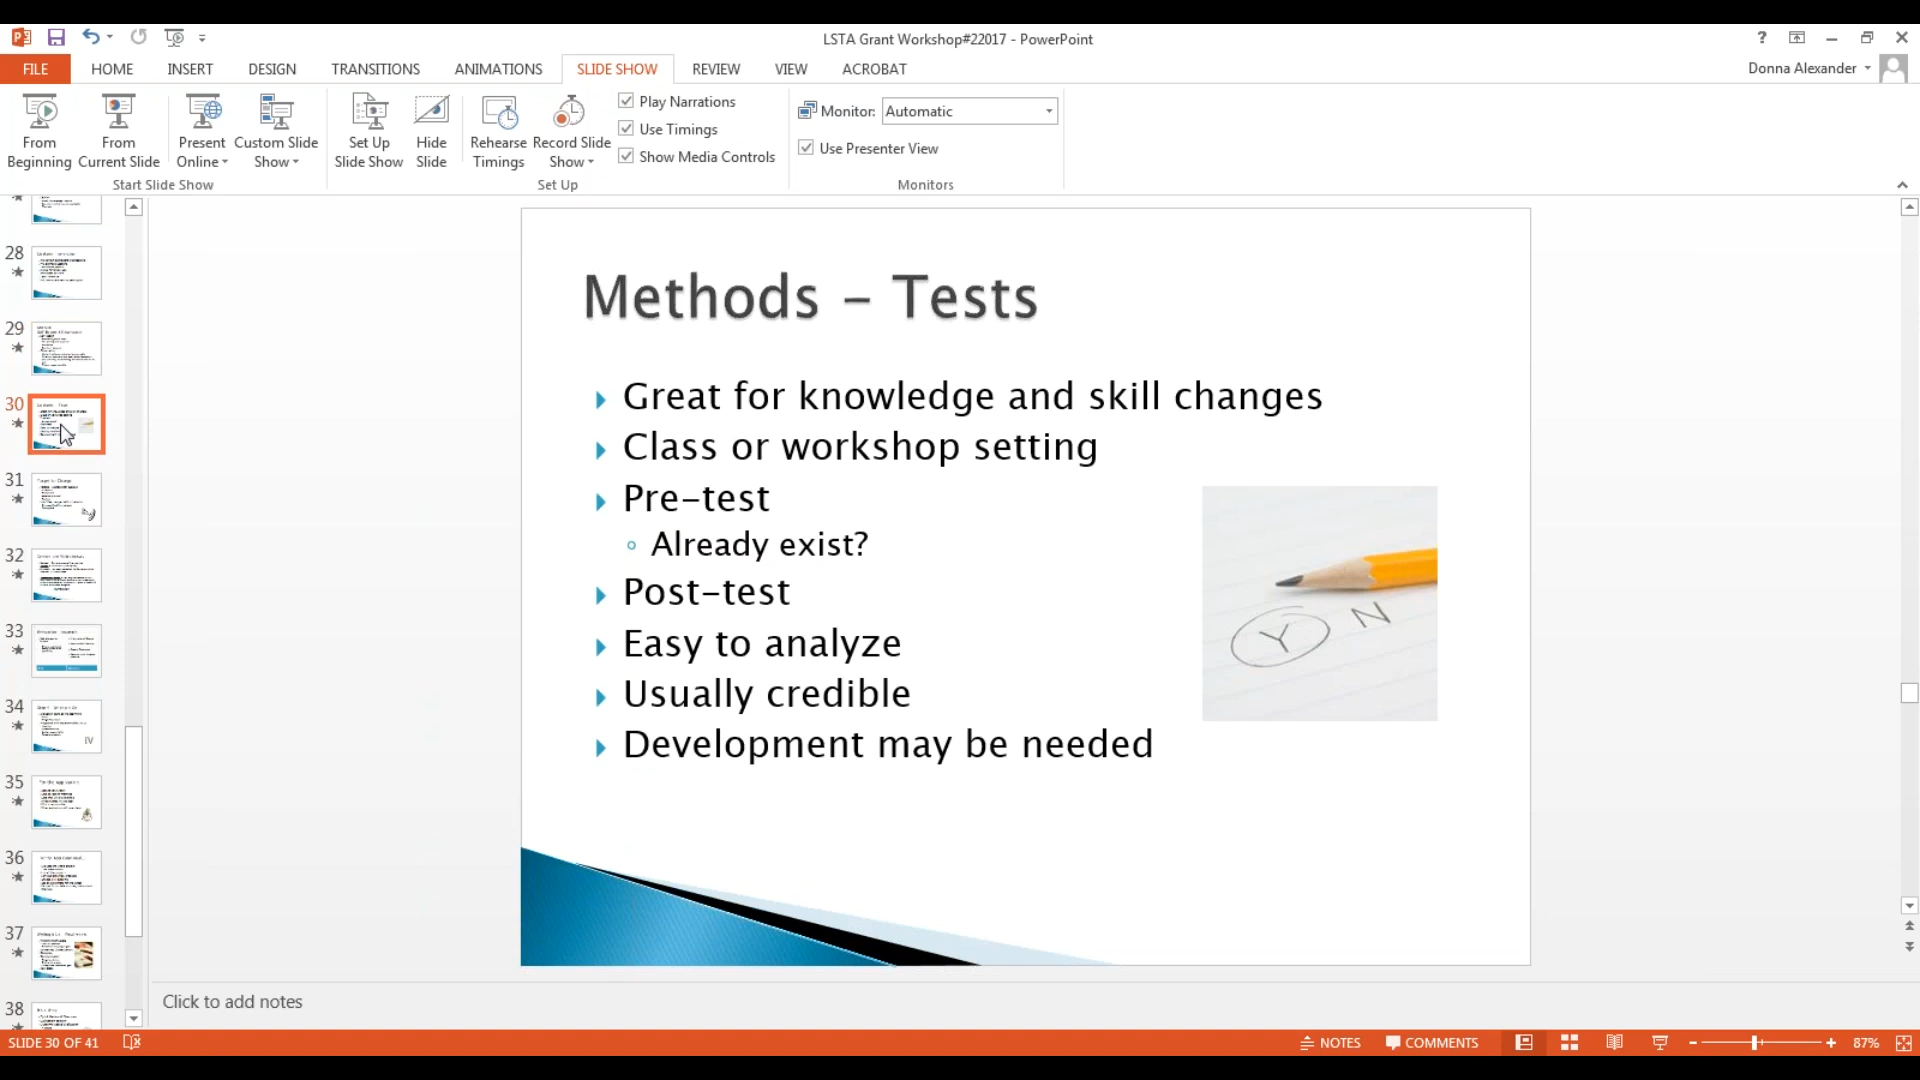 LSTA Grant Workshop#22017 - PowerPoint
?
FILE HOME INSERT DESIGN TRANSITIONS ANIMATIONS SLIDE SHOW REVIEW VIEW ACROBAT
Donna Alexander
From Beginning
From Current Slide
Present Online
Custom Slide Show
Start Slide Show
Set Up Slide Show
Hide Slide
Rehearse Timings
Record Slide Show
Play Narrations
Use Timings
Show Media Controls
Set Up
Monitor: Automatic
Use Presenter View
Monitors
28
29
30
31
32
33
34
35
36
37
38
Methods – Tests
Great for knowledge and skill changes
Class or workshop setting
Pre-test
Already exist?
Post-test
Easy to analyze
Usually credible
Development may be needed
Y N
Click to add notes
SLIDE 30 OF 41
NOTES
COMMENTS
87%